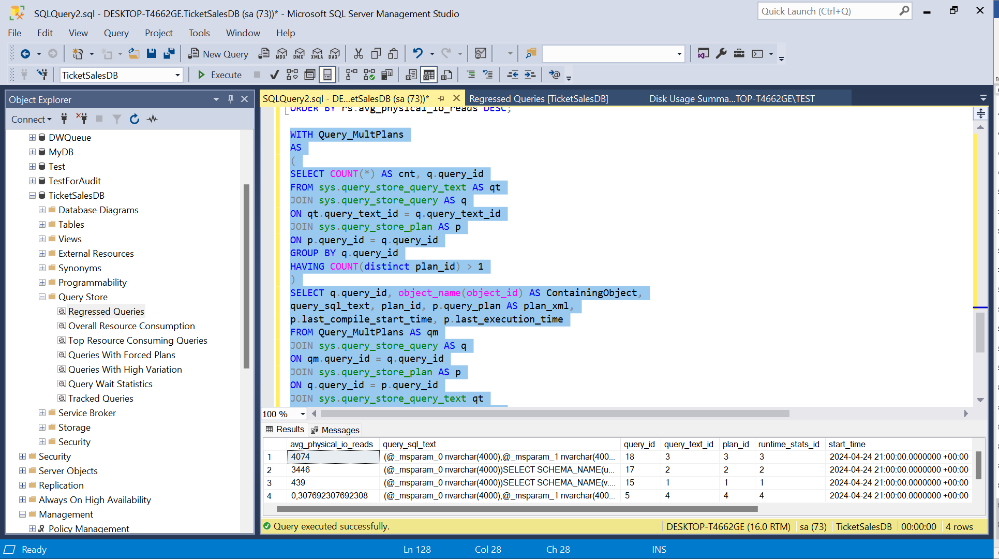 SQLQuery2.sql - DESKTOP-T4662GE.TicketSalesDB (sa (73))* - Microsoft SQL Server Management Studio
Quick Launch (Ctrl+Q)
File Edit View Query Project Tools Window Help
New Query MDX DMX XMLA DAX
TicketSalesDB
Execute
Object Explorer
Connect
DWQueue
MyDB
Test
TestForAudit
TicketSalesDB
Database Diagrams
Tables
Views
External Resources
Synonyms
Programmability
Query Store
Regressed Queries
Overall Resource Consumption
Top Resource Consuming Queries
Queries With Forced Plans
Queries With High Variation
Query Wait Statistics
Tracked Queries
Service Broker
Storage
Security
Security
Server Objects
Replication
Always On High Availability
Management
Policy Management
SQLQuery2.sql - DE...etSalesDB (sa (73))*
Regressed Queries [TicketSalesDB]
Disk Usage Summa...TOP-T4662GE\TEST
ORDER BY rs.avg_physical_io_reads DESC;
WITH Query_MultPlans
AS
(
SELECT COUNT(*) AS cnt, q.query_id
FROM sys.query_store_query_text AS qt
JOIN sys.query_store_query AS q
ON qt.query_text_id = q.query_text_id
JOIN sys.query_store_plan AS p
ON p.query_id = q.query_id
GROUP BY q.query_id
HAVING COUNT(distinct plan_id) > 1
)
SELECT q.query_id, object_name(object_id) AS ContainingObject,
query_sql_text, plan_id, p.query_plan AS plan_xml,
p.last_compile_start_time, p.last_execution_time
FROM Query_MultPlans AS qm
JOIN sys.query_store_query AS q
ON qm.query_id = q.query_id
JOIN sys.query_store_plan AS p
ON q.query_id = p.query_id
JOIN sys.query_store_query_text qt
100 %
Results Messages
avg_physical_io_reads query_sql_text query_id query_text_id plan_id runtime_stats_id start_time
1 4074 (@_msparam_0 nvarchar(4000),@_msparam_1 nvarchar(400... 18 3 3 3 2024-04-24 21:00:00.0000000 +00:00
2 3446 (@_msparam_0 nvarchar(4000))SELECT SCHEMA_NAME(u... 17 2 2 2 2024-04-24 21:00:00.0000000 +00:00
3 439 (@_msparam_0 nvarchar(4000))SELECT SCHEMA_NAME(v.... 15 1 1 1 2024-04-24 21:00:00.0000000 +00:00
4 0,307692307692308 (@_msparam_0 nvarchar(4000),@_msparam_1 nvarchar(400... 5 4 4 4 2024-04-24 21:00:00.0000000 +00:00
Query executed successfully.
DESKTOP-T4662GE (16.0 RTM) sa (73) TicketSalesDB 00:00:00 4 rows
Ready Ln 128 Col 28 Ch 28 INS